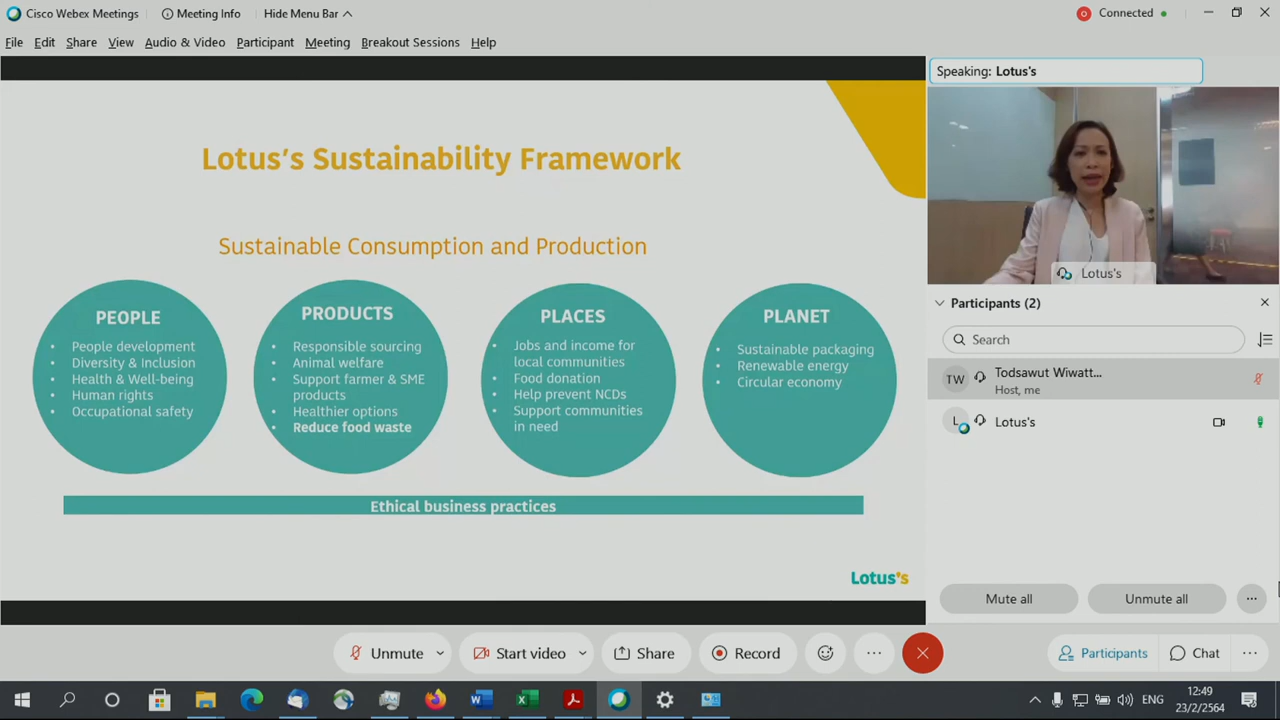 Cisco Webex Meetings
Meeting Info
Hide Menu Bar
Connected
File Edit Share View Audio & Video Participant Meeting Breakout Sessions Help
Speaking: Lotus's
Lotus's Sustainability Framework
Sustainable Consumption and Production
PEOPLE
• People development
• Diversity & Inclusion
• Health & Well-being
• Human rights
• Occupational safety
PRODUCTS
• Responsible sourcing
• Animal welfare
• Support farmer & SME
products
• Healthier options
• Reduce food waste
PLACES
• Jobs and income for
local communities
• Food donation
• Help prevent NCDs
• Support communities
in need
PLANET
• Sustainable packaging
• Renewable energy
• Circular economy
Ethical business practices
Lotus's
Lotus's
Participants (2)
Search
TW
Todsawut Wiwatt...
Host, me
L
Lotus's
Mute all
Unmute all
Unmute
Start video
Share
Record
Participants
Chat
ENG
12:49
23/2/2564